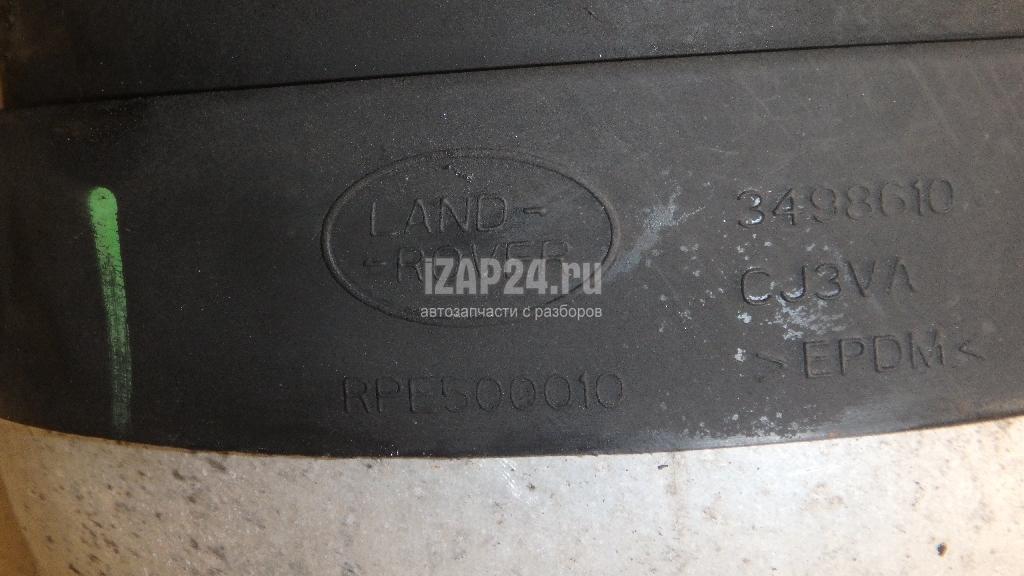 LAND-
-ROVER
3498610
CJ3VA
>EPDM<
RPE500010
iZAP24.ru
автозапчасти с разборов